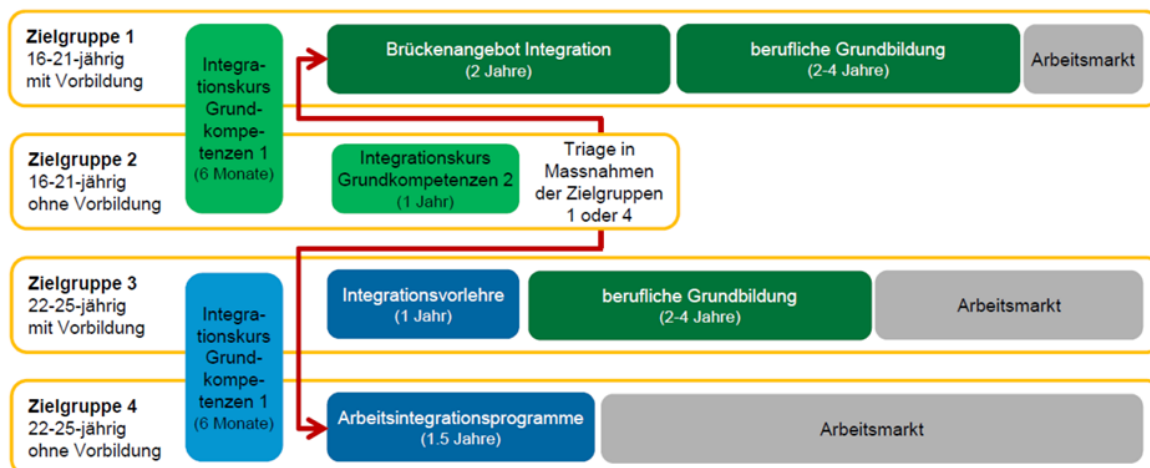 Zielgruppe 1
16-21-jährig
mit Vorbildung
Integra-
tionskurs
Grund-
kompe-
tenzen 1
(6 Monate)
Brückenangebot Integration
(2 Jahre)
berufliche Grundbildung
(2-4 Jahre)
Arbeitsmarkt
Zielgruppe 2
16-21-jährig
ohne Vorbildung
Integrationskurs
Grundkompetenzen 2
(1 Jahr)
Triage in
Massnahmen
der Zielgruppen
1 oder 4
Zielgruppe 3
22-25-jährig
mit Vorbildung
Integra-
tionskurs
Grund-
kompe-
tenzen 1
(6 Monate)
Integrationsvorlehre
(1 Jahr)
berufliche Grundbildung
(2-4 Jahre)
Arbeitsmarkt
Zielgruppe 4
22-25-jährig
ohne Vorbildung
Arbeitsintegrationsprogramme
(1.5 Jahre)
Arbeitsmarkt